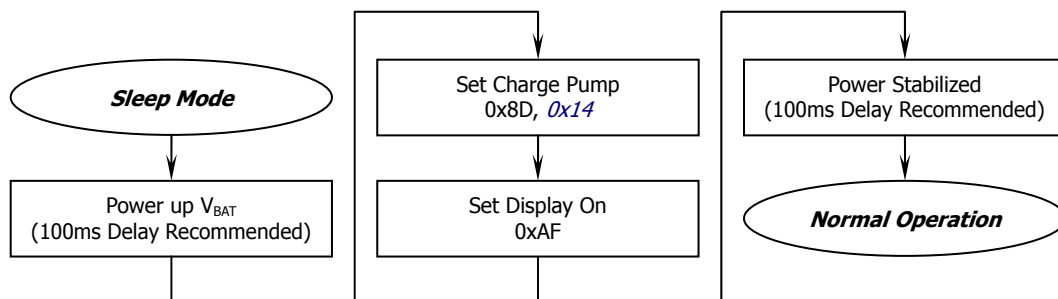 Sleep Mode
Power up VBAT
(100ms Delay Recommended)
Set Charge Pump
0x8D, 0x14
Set Display On
0xAF
Power Stabilized
(100ms Delay Recommended)
Normal Operation